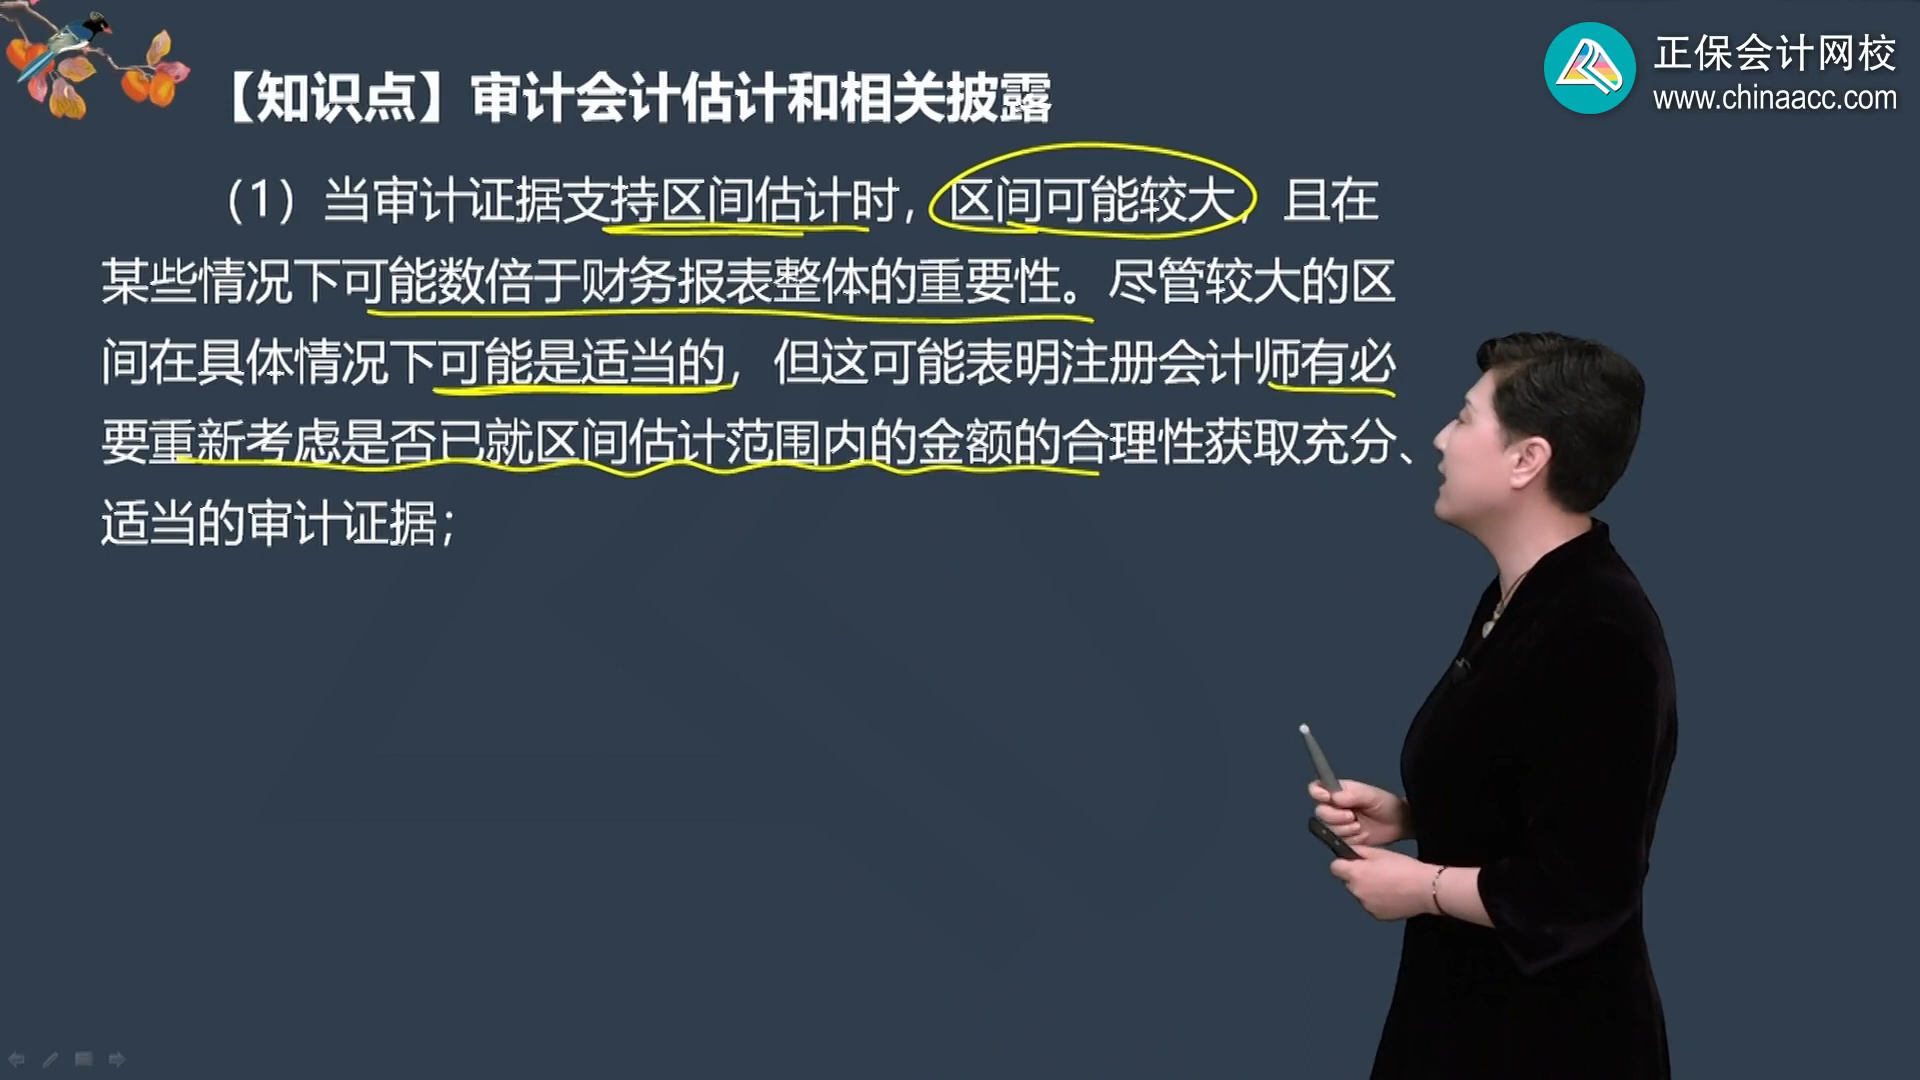 正保会计网校
www.chinaacc.com
【知识点】审计会计估计和相关披露
（1）当审计证据支持区间估计时，区间可能较大，且在
某些情况下可能数倍于财务报表整体的重要性。尽管较大的区
间在具体情况下可能是适当的，但这可能表明注册会计师有必
要重新考虑是否已就区间估计范围内的金额的合理性获取充分、
适当的审计证据；